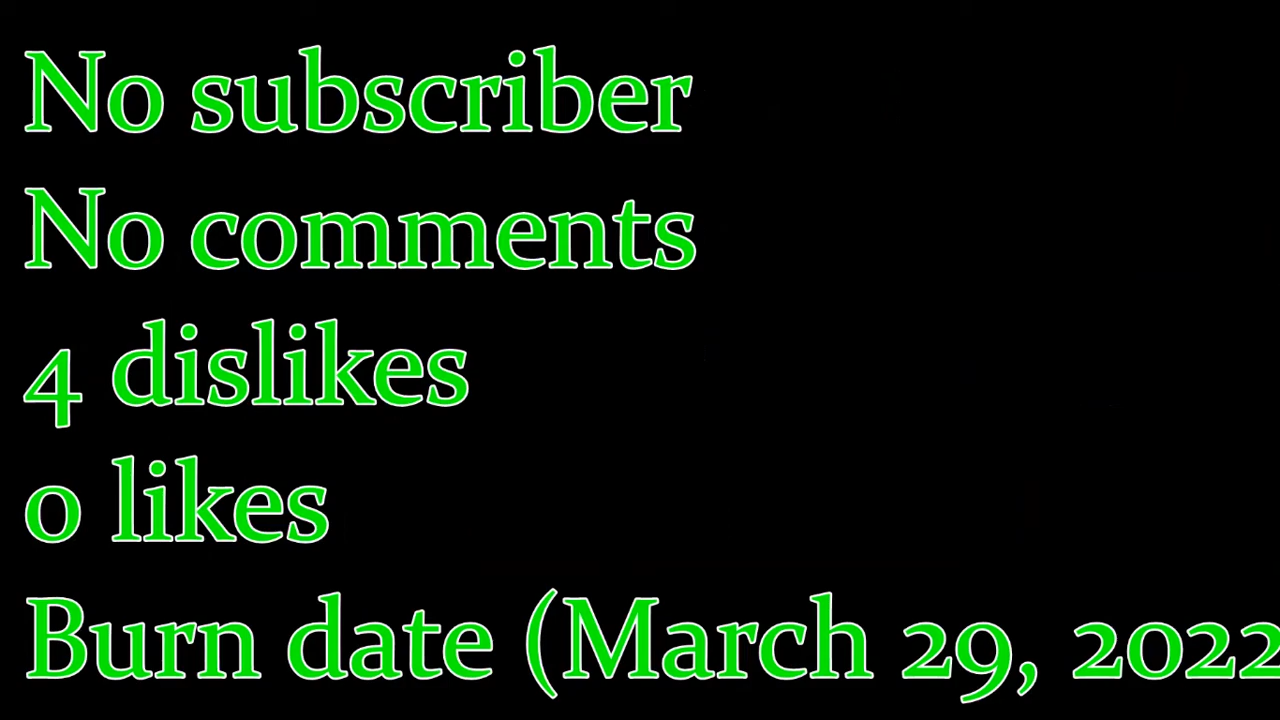 No subscriber
No comments
4 dislikes
0 likes
Burn date (March 29, 2022